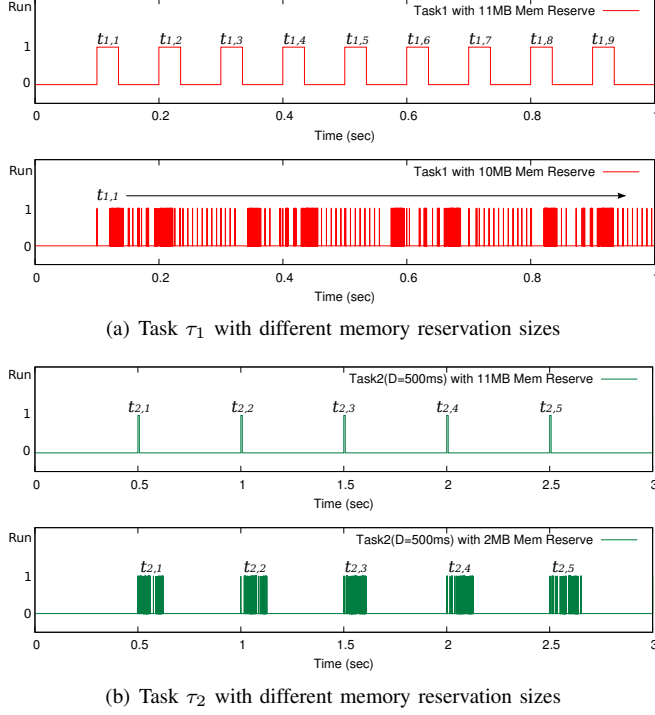 Run
Task1 with 11MB Mem Reserve
t1,1 t1,2 t1,3 t1,4 t1,5 t1,6 t1,7 t1,8 t1,9
1
0
0 0.2 0.4 0.6 0.8 1
Time (sec)
Run
Task1 with 10MB Mem Reserve
t1,1
1
0
0 0.2 0.4 0.6 0.8 1
Time (sec)
(a) Task τ1 with different memory reservation sizes
Run
Task2(D=500ms) with 11MB Mem Reserve
t2,1 t2,2 t2,3 t2,4 t2,5
1
0
0 0.5 1 1.5 2 2.5 3
Time (sec)
Run
Task2(D=500ms) with 2MB Mem Reserve
t2,1 t2,2 t2,3 t2,4 t2,5
1
0
0 0.5 1 1.5 2 2.5 3
Time (sec)
(b) Task τ2 with different memory reservation sizes